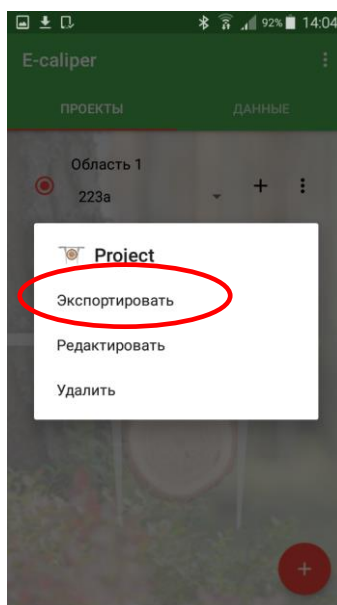 92% 14:04
E-caliper
ПРОЕКТЫ ДАННЫЕ
Область 1
223а
Project
Экспортировать
Редактировать
Удалить